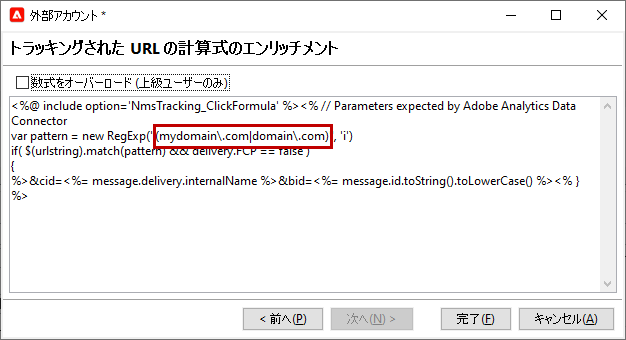 外部アカウント *
トラッキングされた URL の計算式のエンリッチメント
数式をオーバーロード (上級ユーザーのみ)
<%@ include option='NmsTracking_ClickFormula' %><% // Parameters expected by Adobe Analytics Data
Connector
var pattern = new RegExp("(mydomain\.com|domain\.com)", 'i')
if( $(urlstring).match(pattern) && delivery.FCP == false )
{
%>&cid=<%= message.delivery.internalName %>&bid=<%= message.id.toString().toLowerCase() %><% }
%>
< 前へ(P)
次へ(N) >
完了(F)
キャンセル(A)